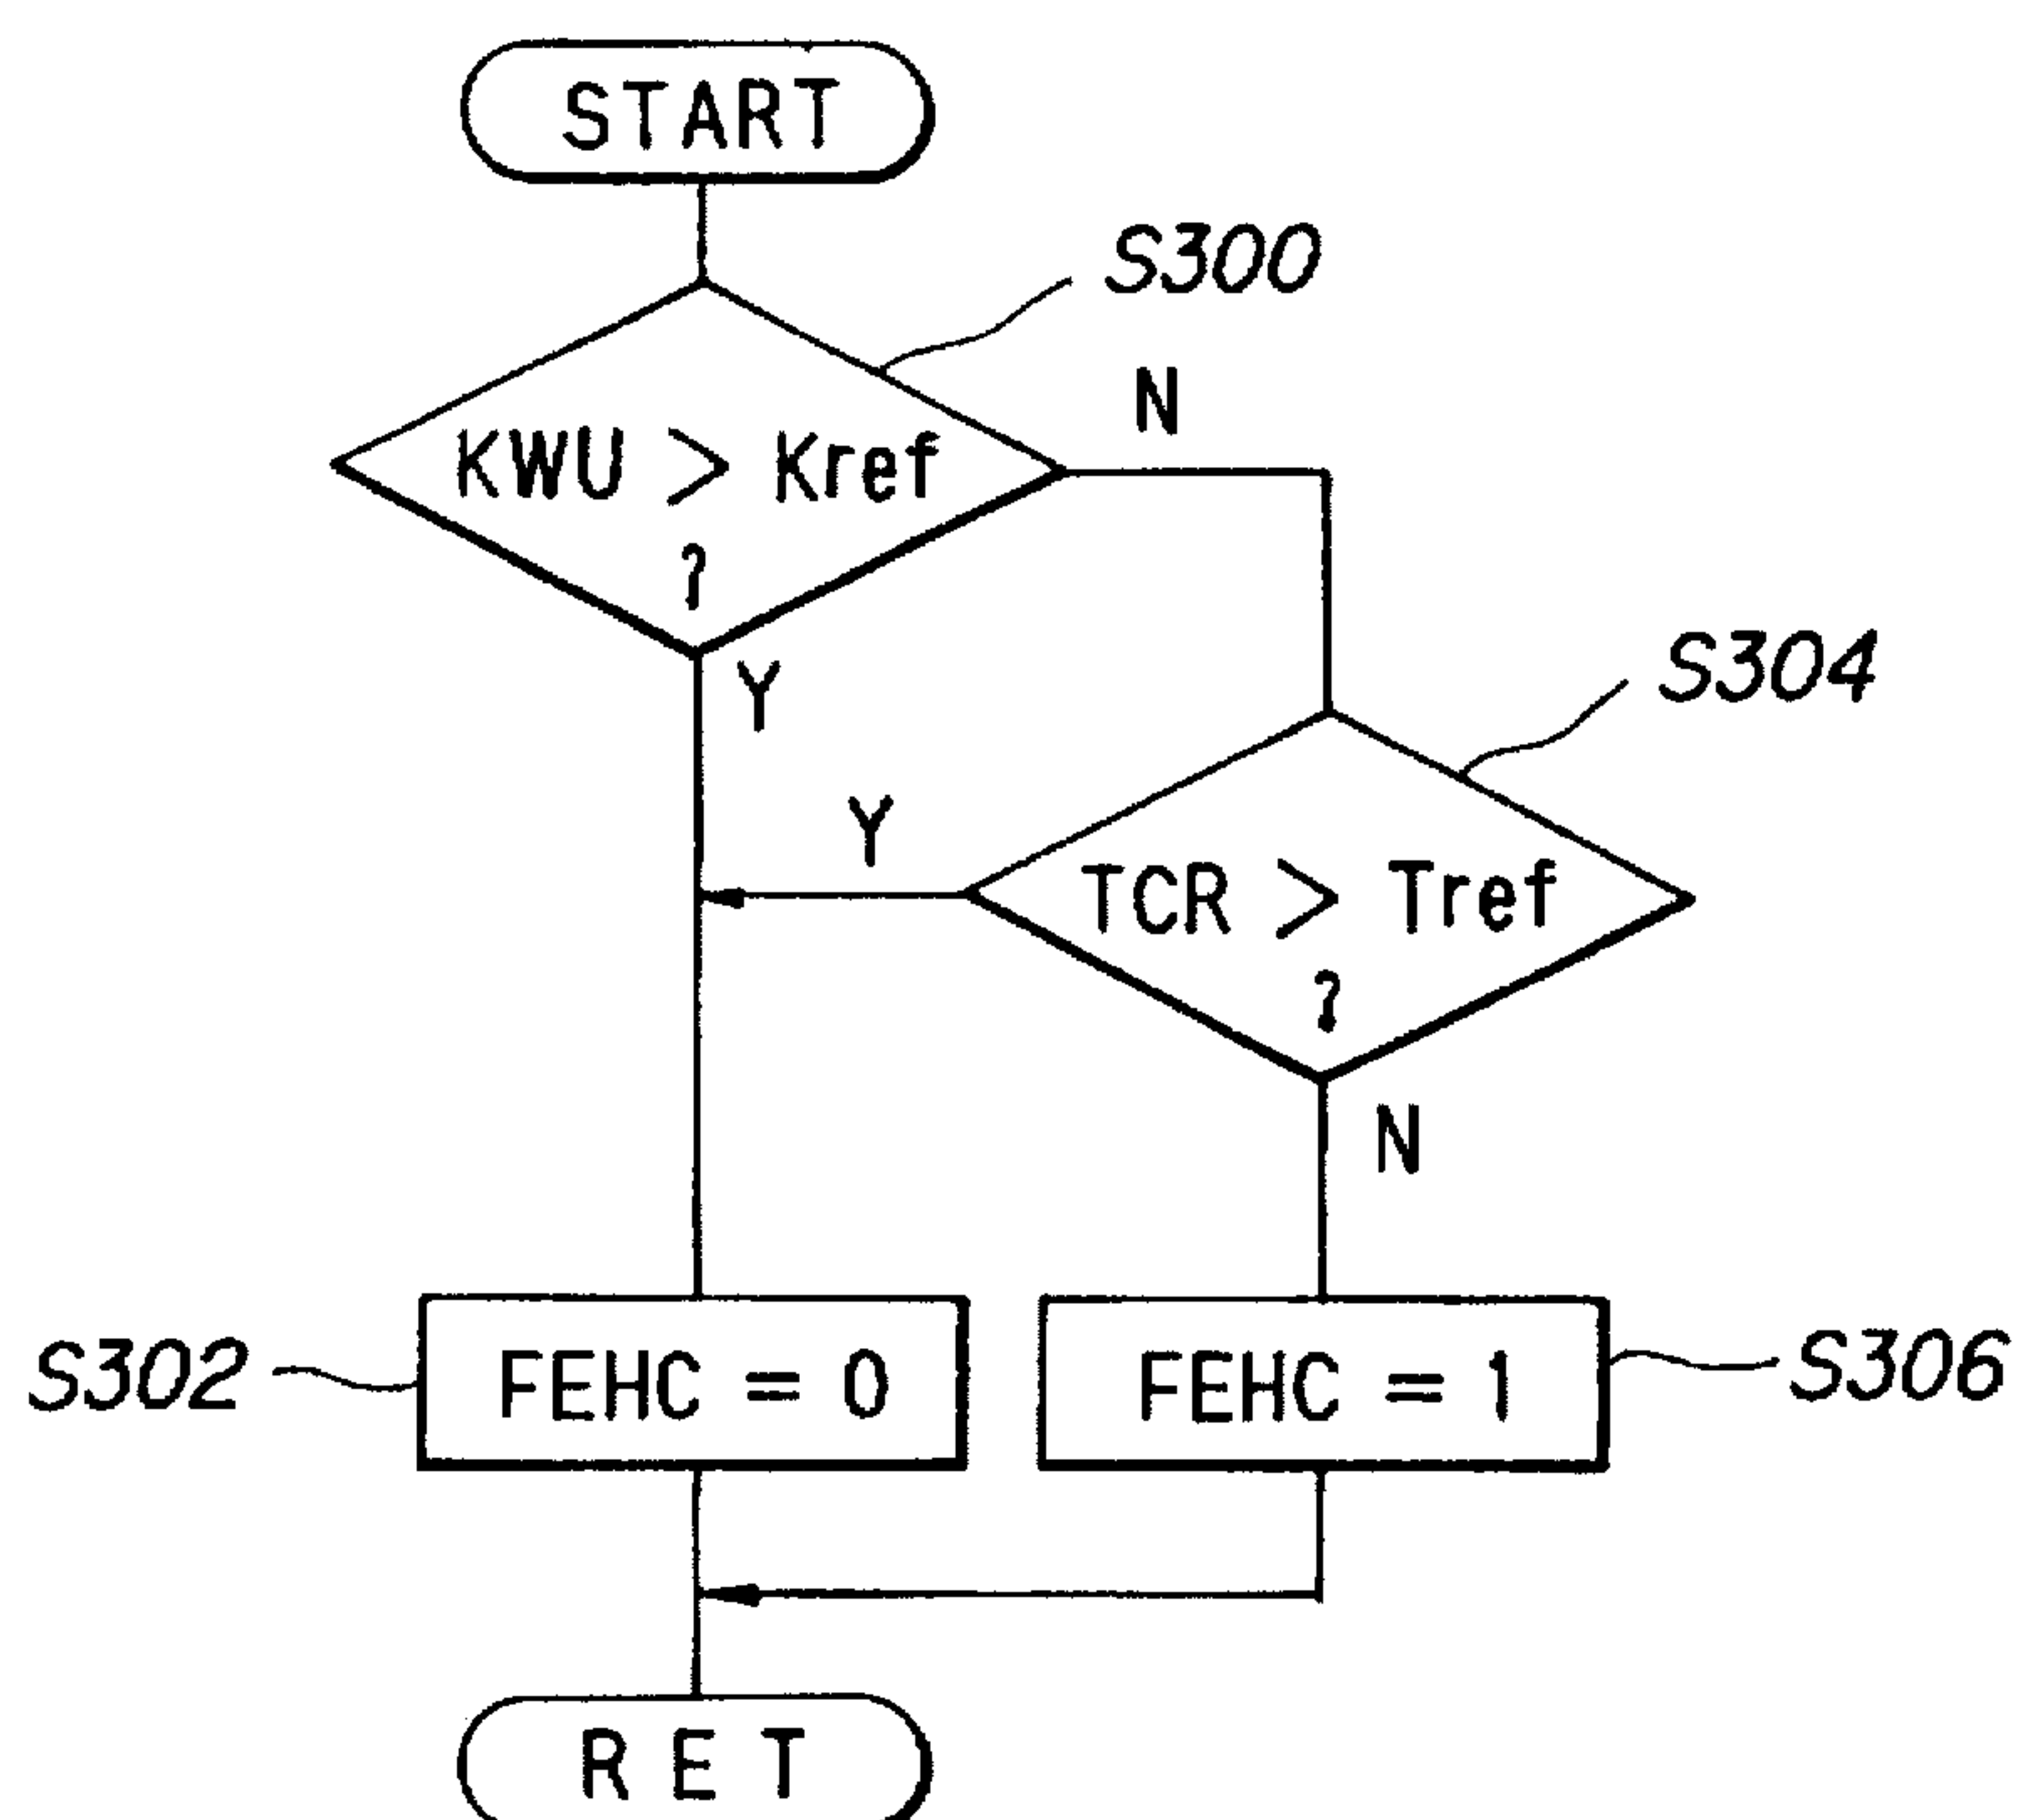 START
S300
N
KWU > Kref
?
Y
S304
Y
TCR > Tref
?
N
S302
FEHC = 0
FEHC = 1
S306
RET